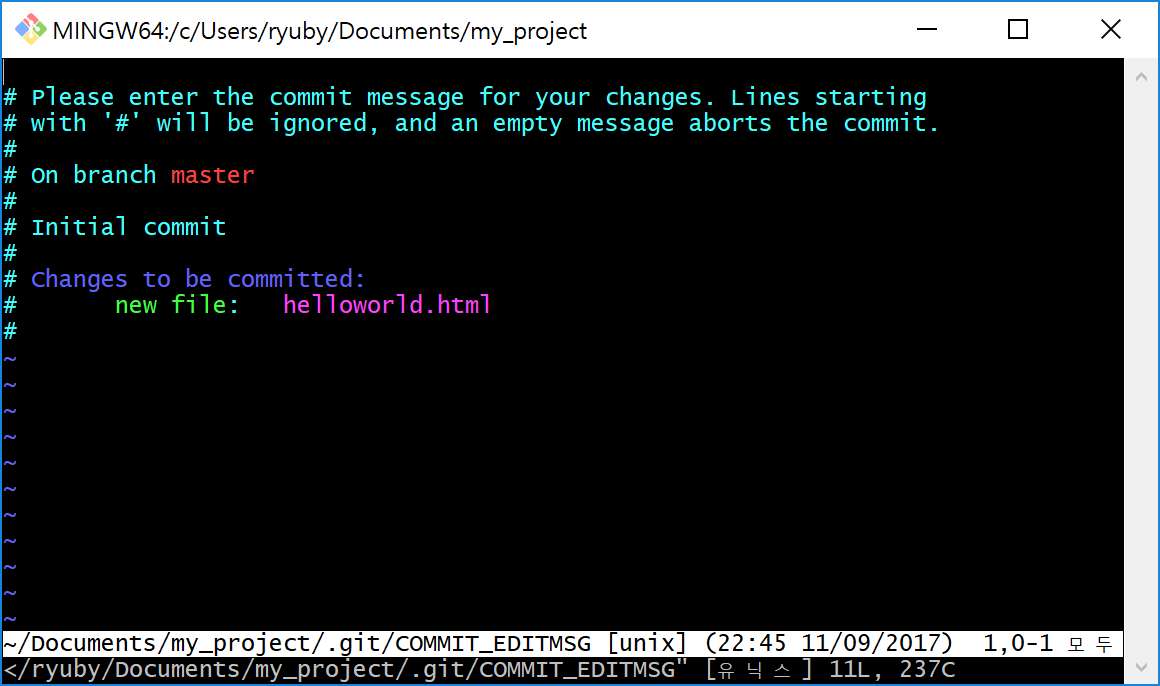 MINGW64:/c/Users/ryuby/Documents/my_project
# Please enter the commit message for your changes. Lines starting
# with '#' will be ignored, and an empty message aborts the commit.
#
# On branch master
#
# Initial commit
#
# Changes to be committed:
#       new file:   helloworld.html
#
~
~
~
~
~
~
~
~
~
~
~
~/Documents/my_project/.git/COMMIT_EDITMSG [unix] (22:45 11/09/2017)  1,0-1 모 두
</ryuby/Documents/my_project/.git/COMMIT_EDITMSG" [유 닉 스 ] 11L, 237C